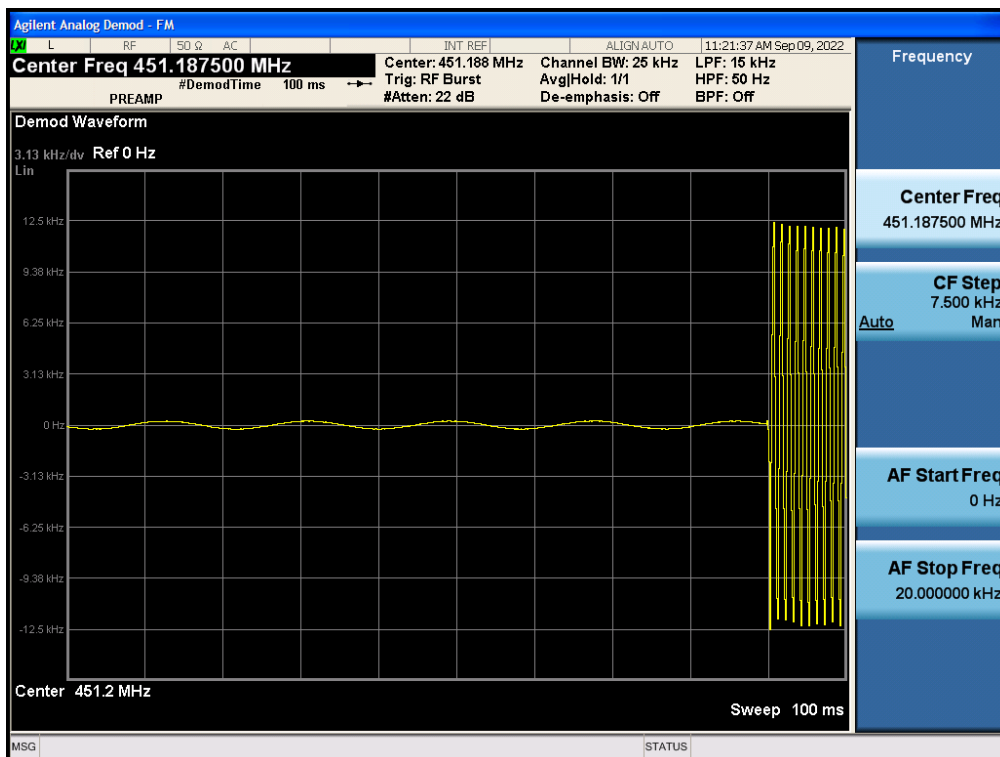 Agilent Analog Demod - FM
LXI L RF 50 Ω AC INT REF ALIGN AUTO 11:21:37 AM Sep 09, 2022
Center Freq 451.187500 MHz
#DemodTime 100 ms
PREAMP
Center: 451.188 MHz Channel BW: 25 kHz LPF: 15 kHz
Trig: RF Burst Avg|Hold: 1/1 HPF: 50 Hz
#Atten: 22 dB De-emphasis: Off BPF: Off
Demod Waveform
3.13 kHz/dv Ref 0 Hz
Lin
12.5 kHz
9.38 kHz
6.25 kHz
3.13 kHz
0 Hz
-3.13 kHz
-6.25 kHz
-9.38 kHz
-12.5 kHz
Center 451.2 MHz
Sweep 100 ms
MSG STATUS
Frequency
Center Freq
451.187500 MHz
CF Step
7.500 kHz
Auto Man
AF Start Freq
0 Hz
AF Stop Freq
20.000000 kHz